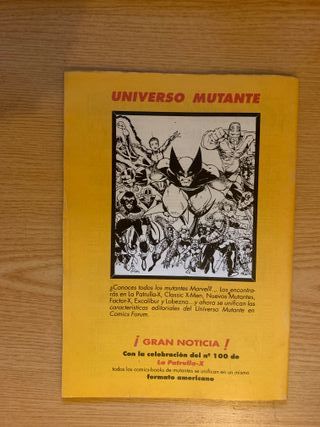 UNIVERSO MUTANTE
¿Conoces todos los mutantes Marvel?... Los encontra-
rás en La Patrulla-X, Classic X-Men, Nuevos Mutantes,
Factor-X, Excalibur y Lobezno...y ahora se unifican las
características editoriales del Universo Mutante en
Comics Forum.
¡ GRAN NOTICIA !
Con la celebración del nº 100 de
La Patrulla-X
todos los comics-books de mutantes se unifican en un mismo
formato americano